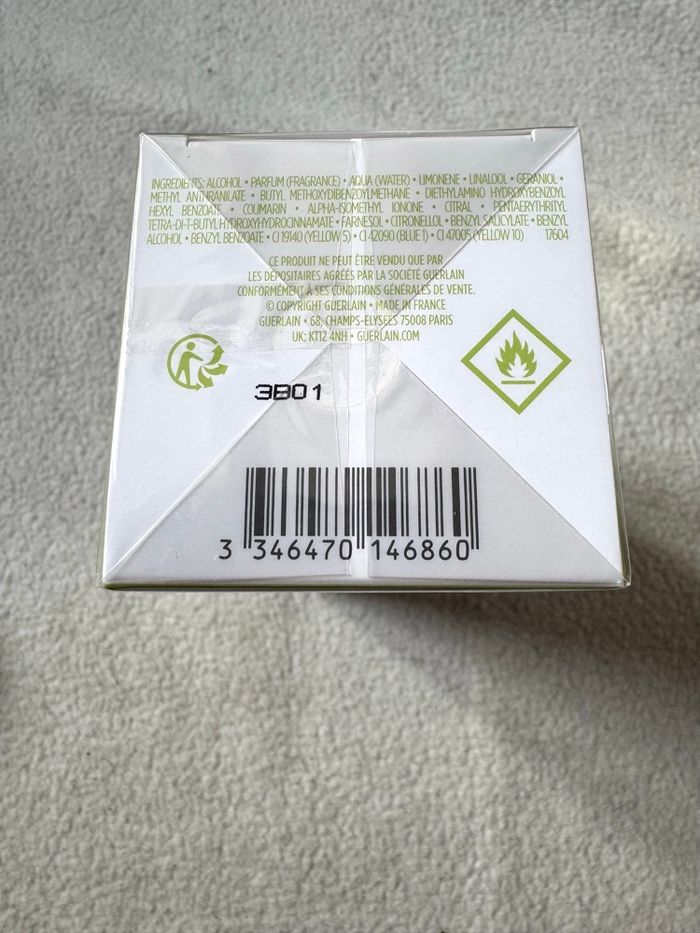 INGREDIENTS: ALCOHOL • PARFUM (FRAGRANCE) • AQUA (WATER) • LIMONENE • LINALOOL • GERANIOL •
METHYL ANTHRANILATE • BUTYL METHOXYDIBENZOYLMETHANE • DIETHYLAMINO HYDROXYBENZOYL
HEXYL BENZOATE • COUMARIN • ALPHA-ISOMETHYL IONONE • CITRAL • PENTAERYTHRITYL
TETRA-DI-T-BUTYL HYDROXYHYDROCINNAMATE • FARNESOL • CITRONELLOL • BENZYL SALICYLATE • BENZYL
ALCOHOL • BENZYL BENZOATE • CI 19140 (YELLOW 5) • CI 42090 (BLUE 1) • CI 47005 (YELLOW 10) 17604
CE PRODUIT NE PEUT ÊTRE VENDU QUE PAR
LES DÉPOSITAIRES AGRÉÉS PAR LA SOCIÉTÉ GUERLAIN
CONFORMÉMENT À SES CONDITIONS GÉNÉRALES DE VENTE.
© COPYRIGHT GUERLAIN • MADE IN FRANCE
GUERLAIN • 68, CHAMPS-ELYSÉES 75008 PARIS
UK: KT12 4NH • GUERLAIN.COM
3B01
3 346470 146860